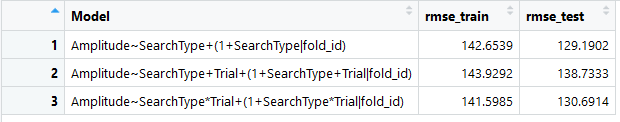 Model rmse_train rmse_test
1 Amplitude~SearchType+(1+SearchType|fold_id) 142.6539 129.1902
2 Amplitude~SearchType+Trial+(1+SearchType+Trial|fold_id) 143.9292 138.7333
3 Amplitude~SearchType*Trial+(1+SearchType*Trial|fold_id) 141.5985 130.6914